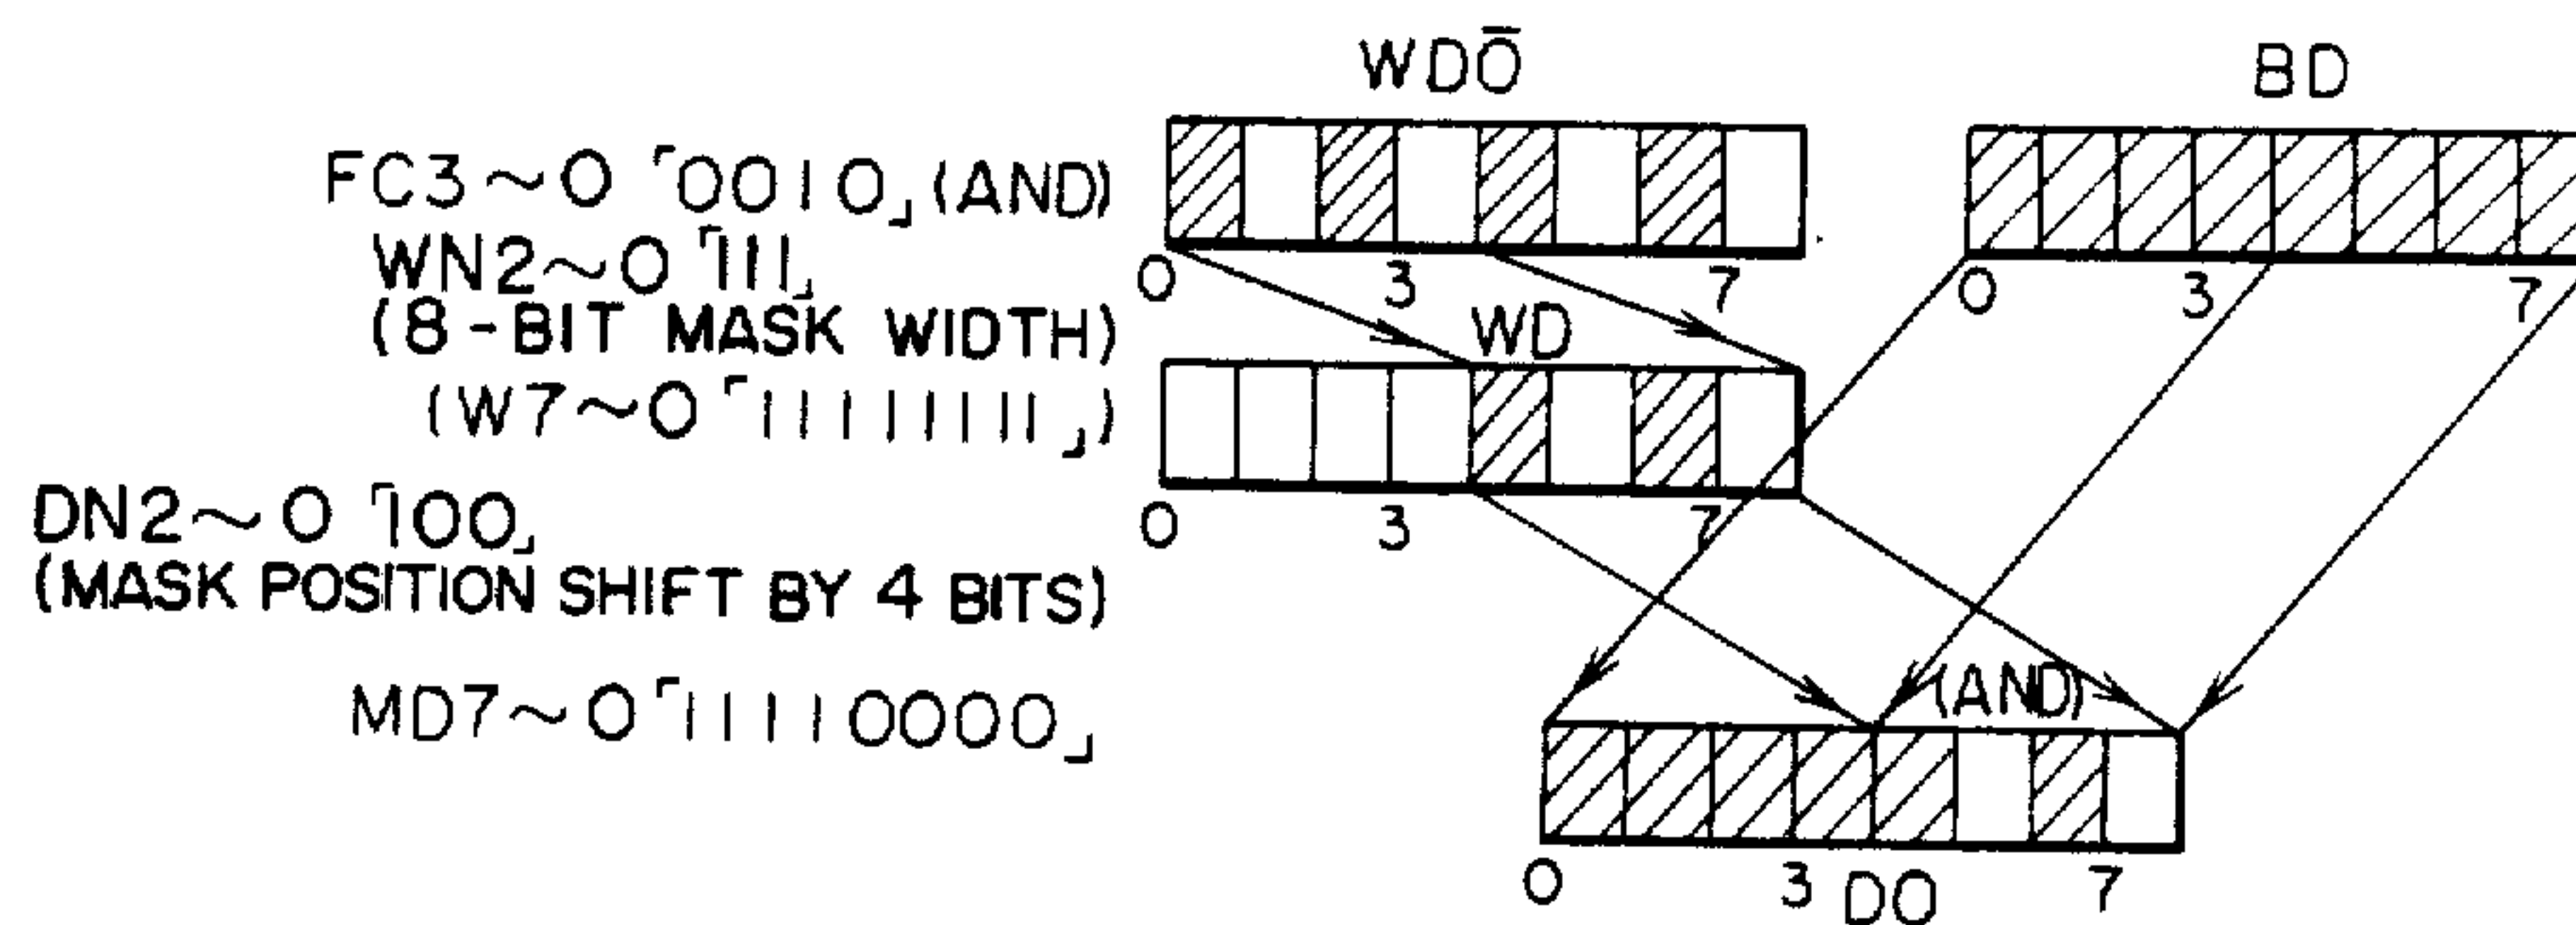 WDŌ BD
FC3~0 「0010」(AND)
0 3 7 0 3 7
WN2~0 「111」
(8-BIT MASK WIDTH) WD
(W7~0 「11111111」)
0 3 7
DN2~0 「100」
(MASK POSITION SHIFT BY 4 BITS)
(AND)
MD7~0 「11110000」
0 3 7
DO